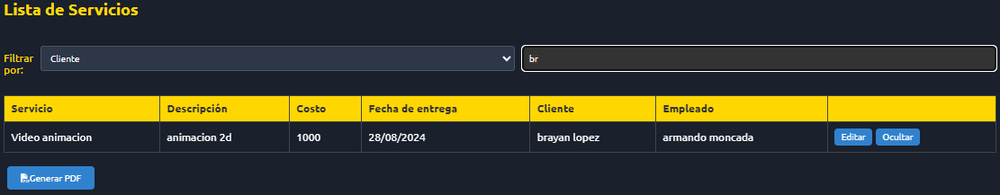 Lista de Servicios
Filtrar por: Cliente br
Servicio Descripción Costo Fecha de entrega Cliente Empleado
Video animacion animacion 2d 1000 28/08/2024 brayan lopez armando moncada Editar Ocultar
Generar PDF